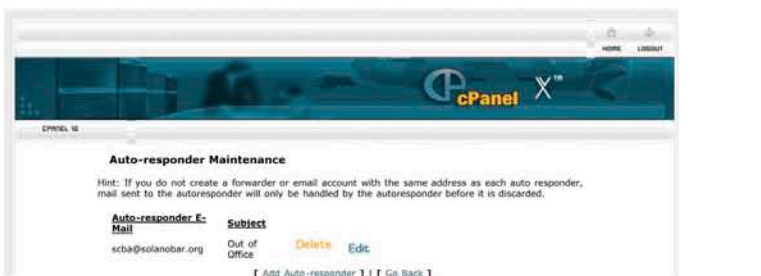 HOME LOGOUT
cPanel X™
CPANEL 10
Auto-responder Maintenance
Hint: If you do not create a forwarder or email account with the same address as each auto responder,
mail sent to the autoresponder will only be handled by the autoresponder before it is discarded.
Auto-responder E-
Mail
Subject
scba@solanobar.org
Out of
Office
Delete
Edit
[ Add Auto-responder ] | [ Go Back ]